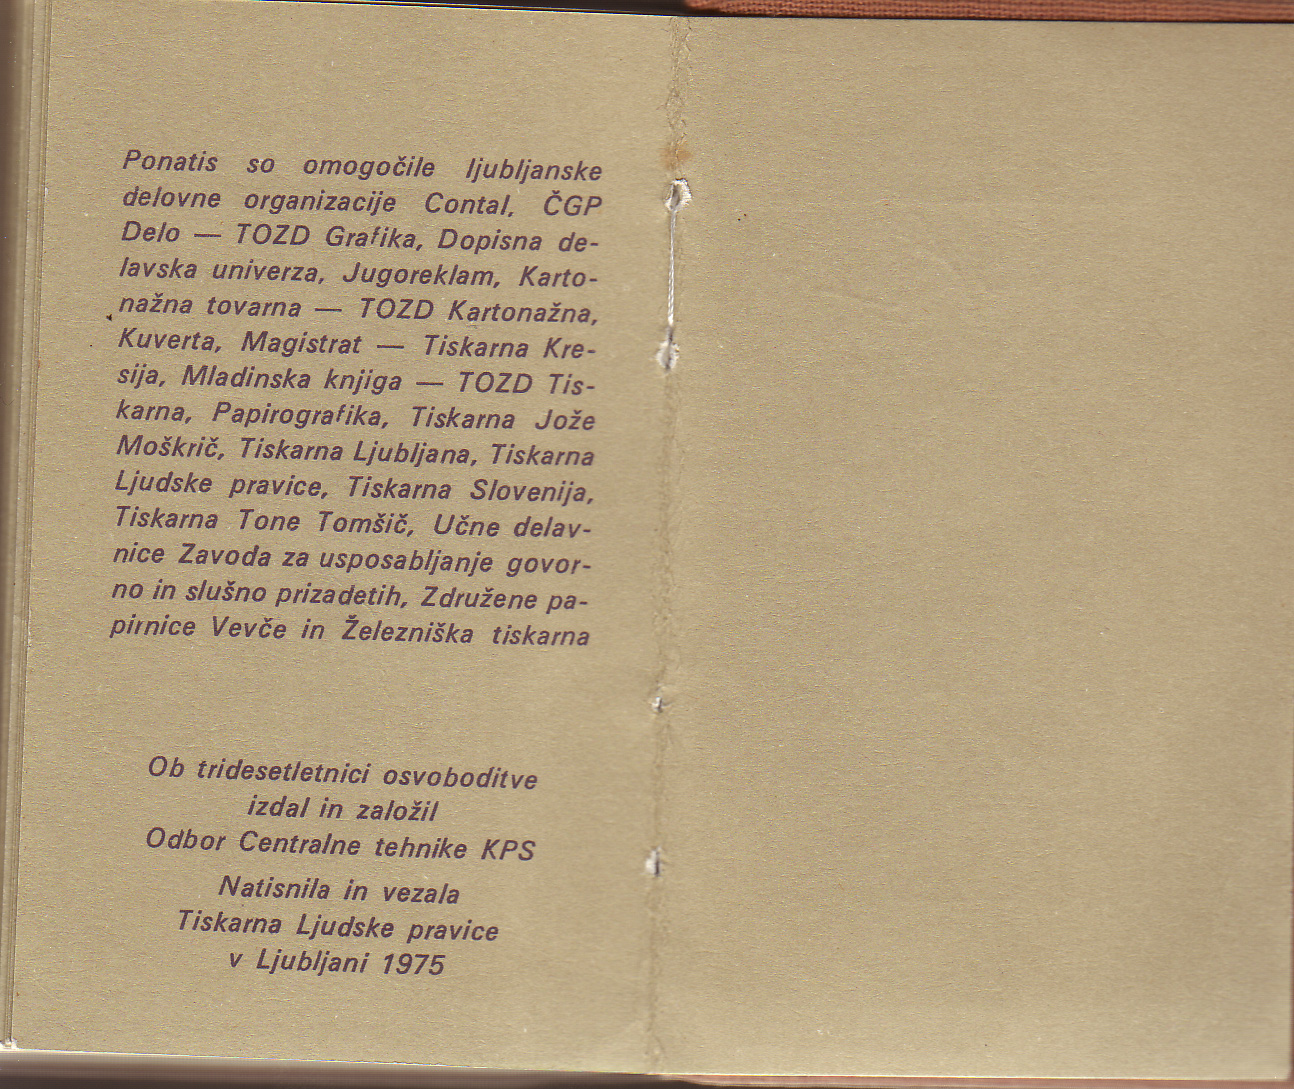 Ponatis so omogočile ljubljanske
delovne organizacije Contal, ČGP
Delo — TOZD Grafika, Dopisna de-
lavska univerza, Jugoreklam, Karto-
nažna tovarna — TOZD Kartonažna,
Kuverta, Magistrat — Tiskarna Kre-
sija, Mladinska knjiga — TOZD Tis-
karna, Papirografika, Tiskarna Jože
Moškrič, Tiskarna Ljubljana, Tiskarna
Ljudske pravice, Tiskarna Slovenija,
Tiskarna Tone Tomšič, Učne delav-
nice Zavoda za usposabljanje govor-
no in slušno prizadetih, Združene pa-
pirnice Vevče in Železniška tiskarna
Ob tridesetletnici osvoboditve
izdal in založil
Odbor Centralne tehnike KPS
Natisnila in vezala
Tiskarna Ljudske pravice
v Ljubljani 1975